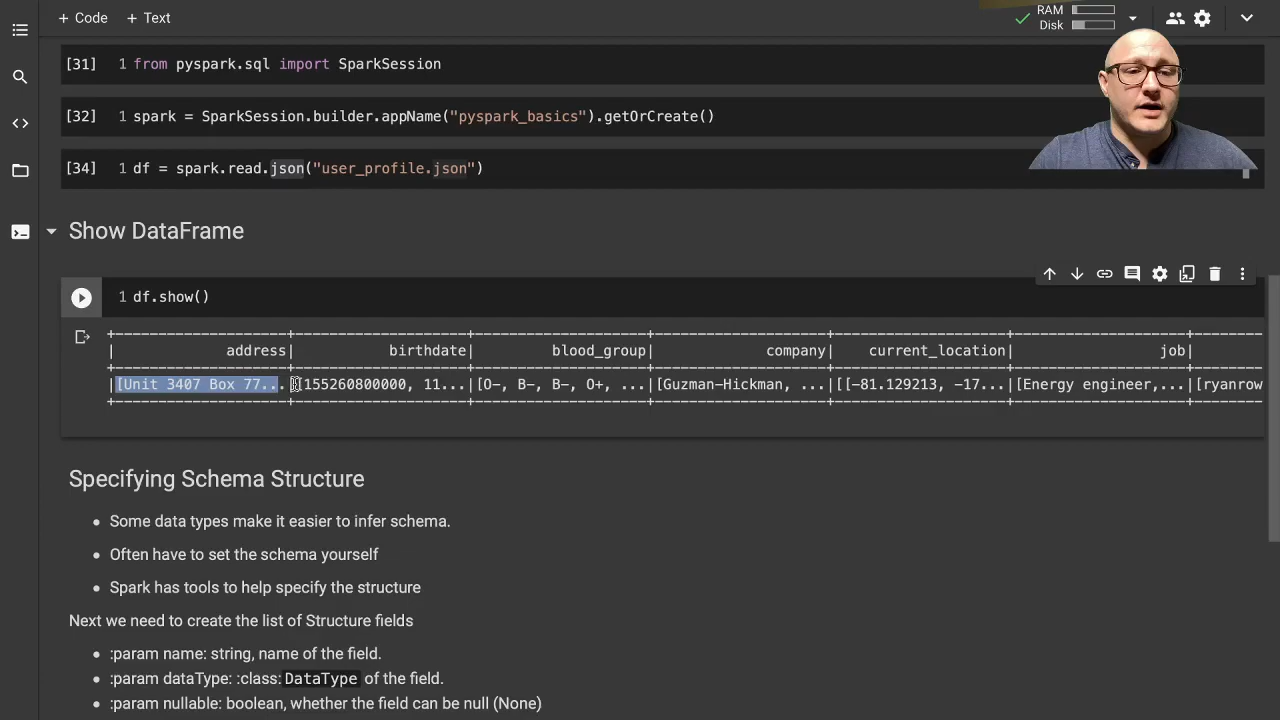 + Code + Text
RAM
Disk
[31] 1 from pyspark.sql import SparkSession
[32] 1 spark = SparkSession.builder.appName("pyspark_basics").getOrCreate()
[34] 1 df = spark.read.json("user_profile.json")
Show DataFrame
1 df.show()
+--------------------+--------------------+--------------------+--------------------+--------------------+--------------------+--------
| address| birthdate| blood_group| company| current_location| job|
+--------------------+--------------------+--------------------+--------------------+--------------------+--------------------+--------
|[Unit 3407 Box 77...|[155260800000, 11...|[O-, B-, B-, O+, ...|[Guzman-Hickman, ...|[[-81.129213, -17...|[Energy engineer,...|[ryanrow
+--------------------+--------------------+--------------------+--------------------+--------------------+--------------------+--------
Specifying Schema Structure
• Some data types make it easier to infer schema.
• Often have to set the schema yourself
• Spark has tools to help specify the structure
Next we need to create the list of Structure fields
• :param name: string, name of the field.
• :param dataType: :class:DataType of the field.
• :param nullable: boolean, whether the field can be null (None)